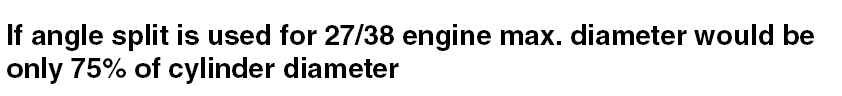 If angle split is used for 27/38 engine max. diameter would be
only 75% of cylinder diameter